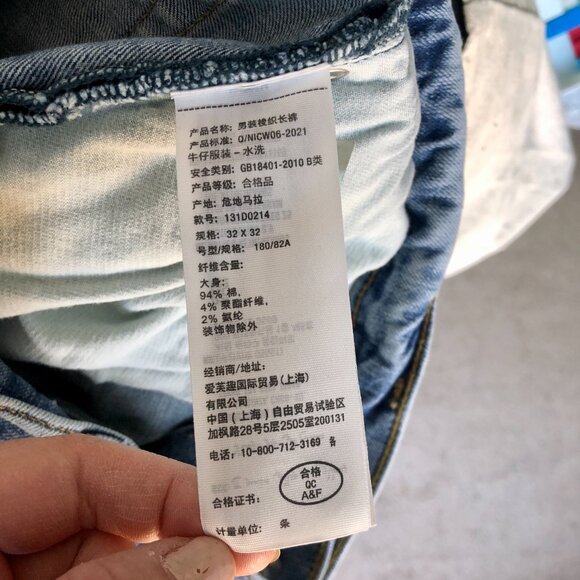 产品名称: 男装梭织长裤
产品标准: Q/NICW06-2021
牛仔服装 - 水洗
安全类别: GB18401-2010 B类
产品等级: 合格品
产地: 危地马拉
款号: 131D0214
规格: 32 X 32
号型/规格: 180/82A
纤维含量:
大身:
94% 棉,
4% 聚酯纤维,
2% 氨纶
装饰物除外
经销商/地址:
爱芙趣国际贸易(上海)
有限公司
中国 (上海) 自由贸易试验区
加枫路28号5层2505室200131
电话: 10-800-712-3169
合格
QC
合格证书: A&F
计量单位: 条